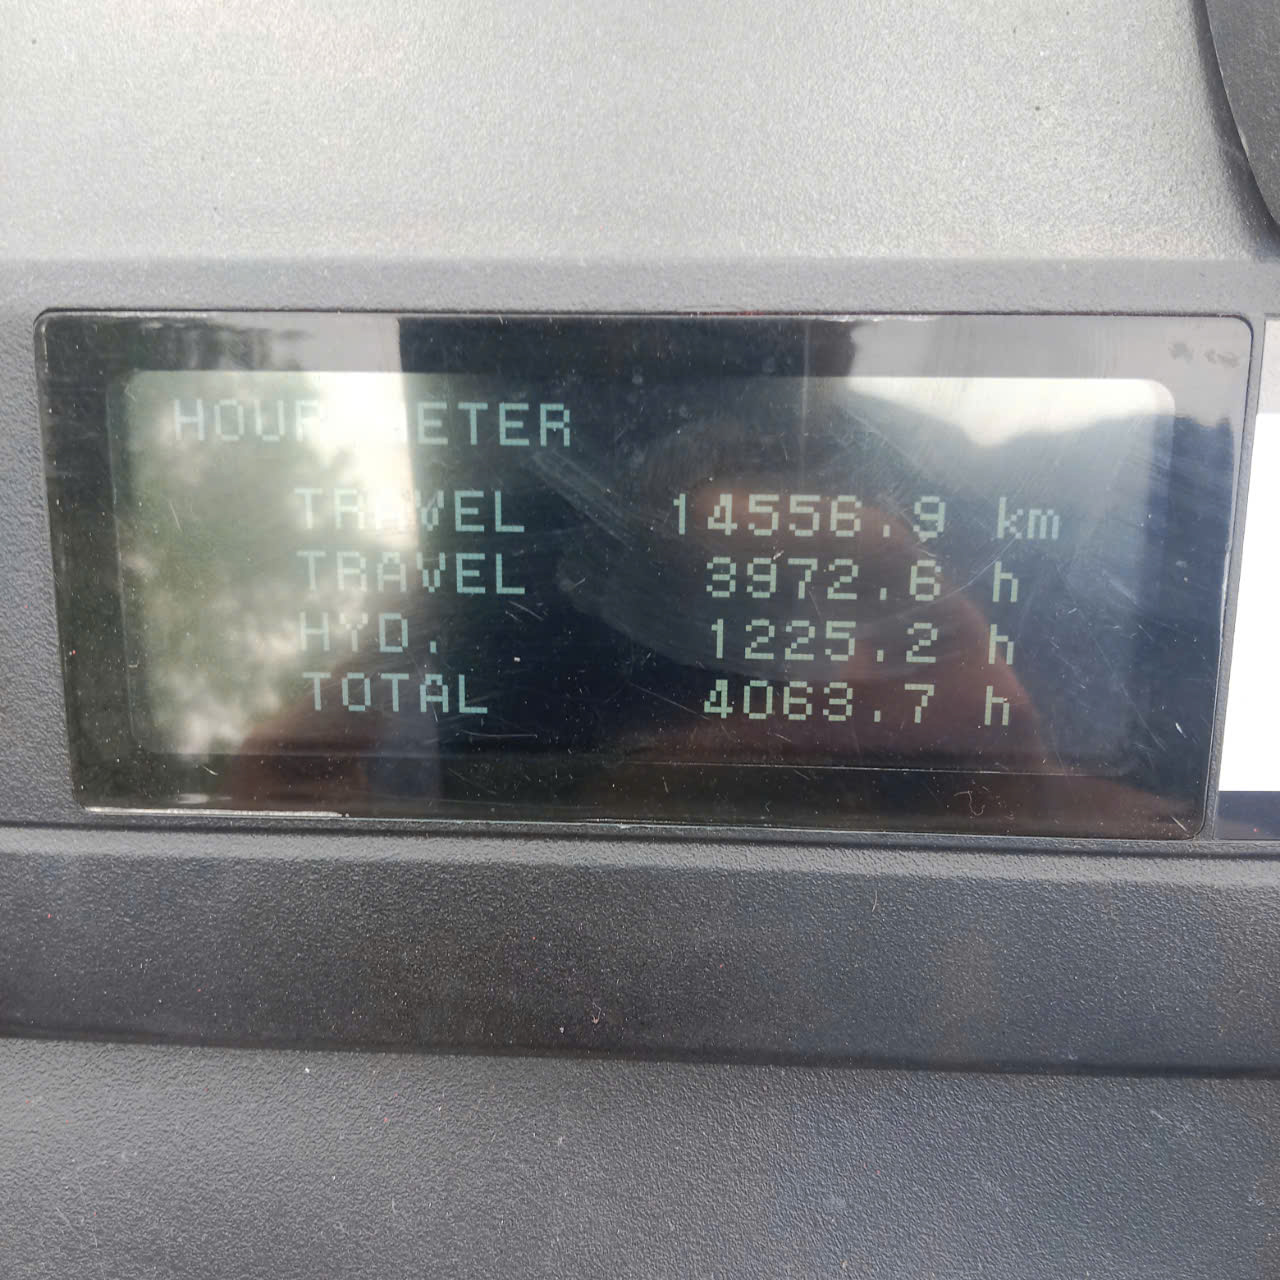 HOUR METER
TRAVEL 14556.9 km
TRAVEL 3972.6 h
HYD. 1225.2 h
TOTAL 4063.7 h